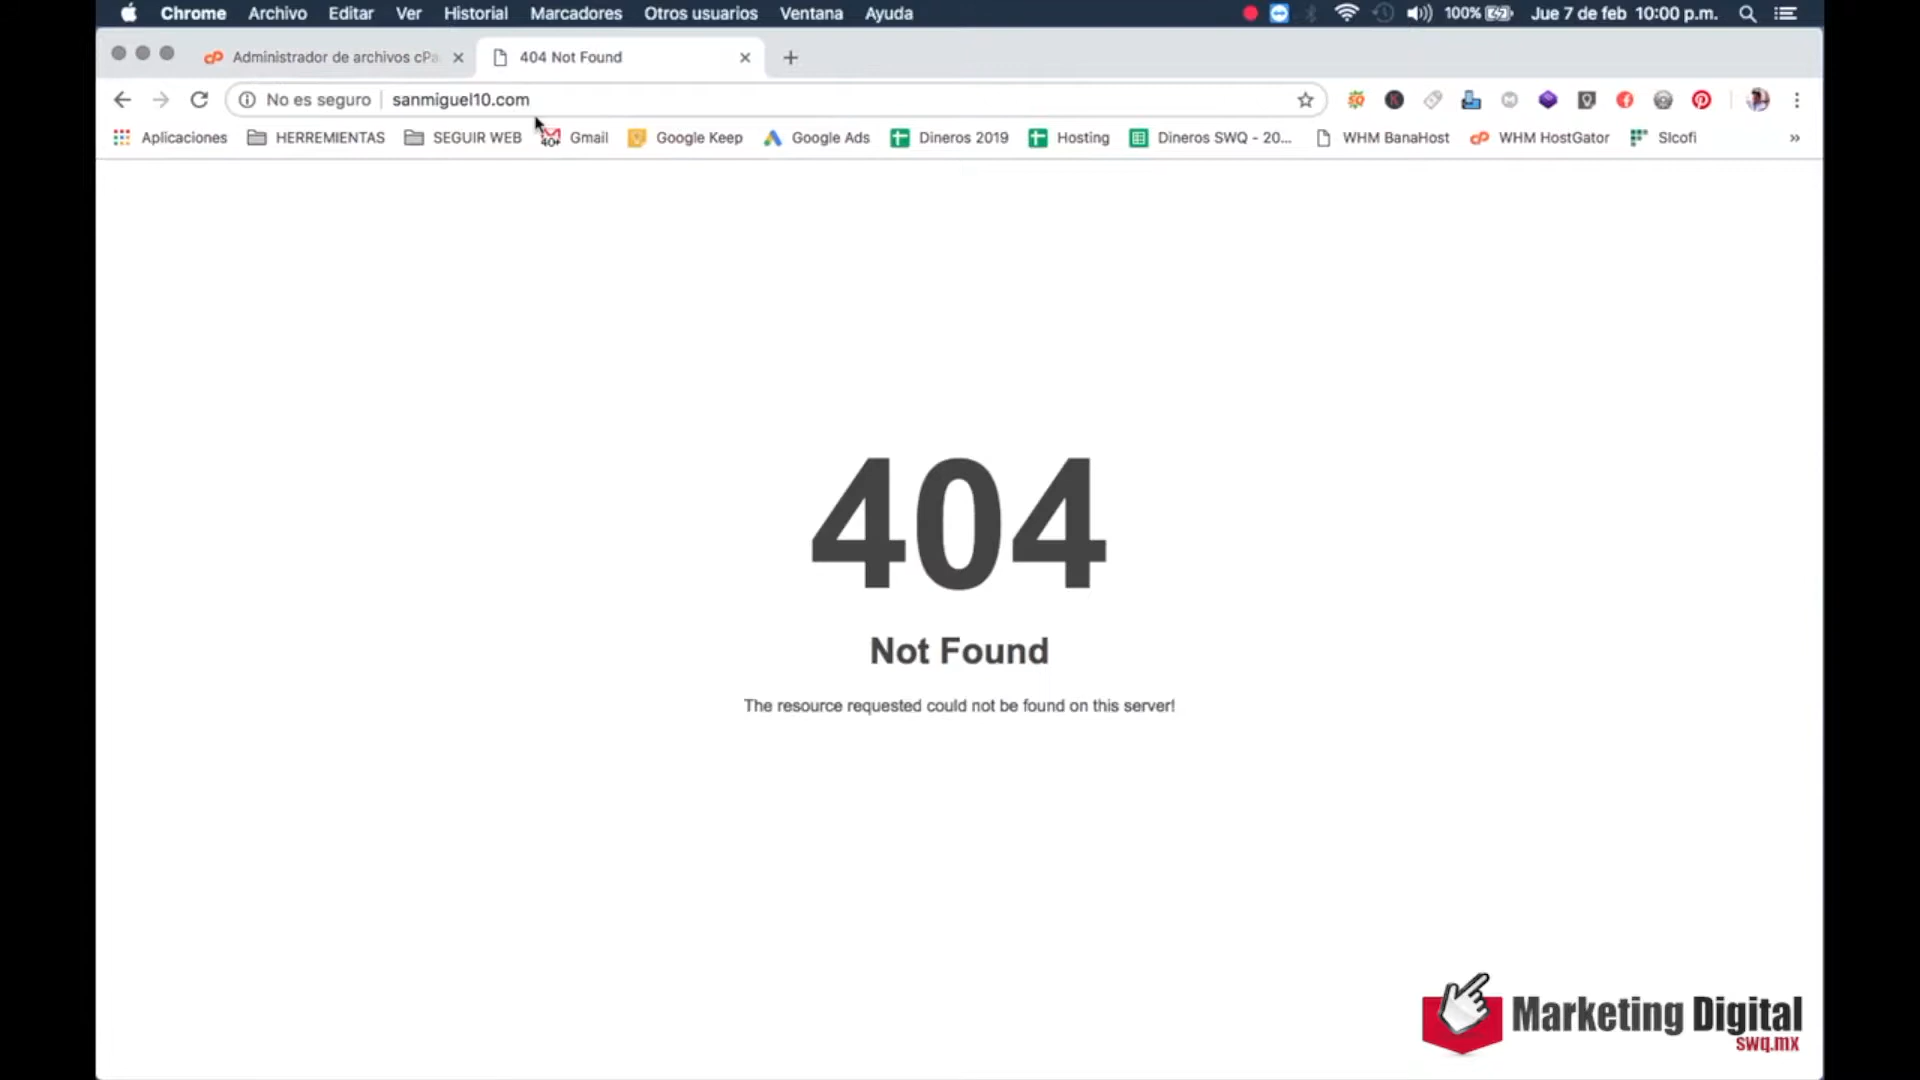 Chrome Archivo Editar Ver Historial Marcadores Otros usuarios Ventana Ayuda 100% Jue 7 de feb 10:00 p.m.
Administrador de archivos cPa 404 Not Found
No es seguro sanmiguel10.com
Aplicaciones HERREMIENTAS SEGUIR WEB 40+ Gmail Google Keep Google Ads Dineros 2019 Hosting Dineros SWQ - 20... WHM BanaHost WHM HostGator SIcofi »
404
Not Found
The resource requested could not be found on this server!
Marketing Digital
swq.mx